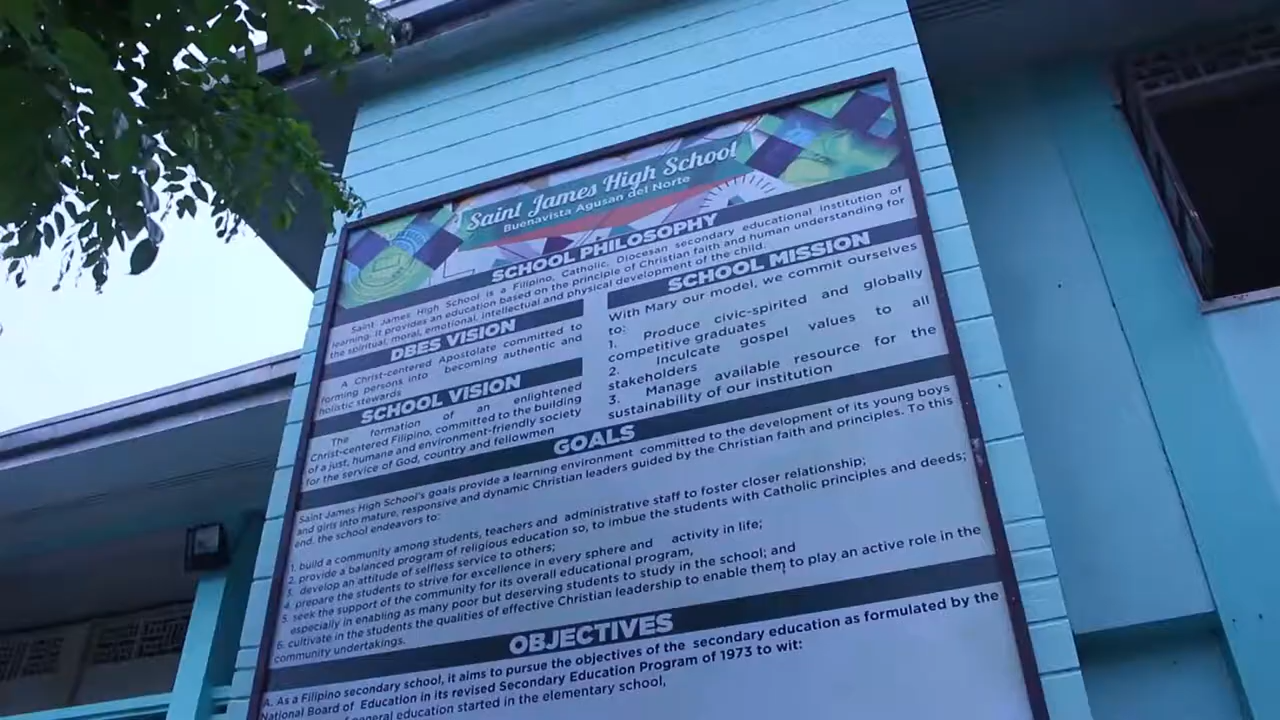 Saint James High School
Buenavista Agusan del Norte
SCHOOL PHILOSOPHY
Saint James High School is a Filipino, Catholic, Diocesan secondary educational institution of
learning. It provides an education based on the principle of Christian faith and human understanding for
the spiritual, moral, emotional, intellectual and physical development of the child.
DBES VISION
A Christ-centered Apostolate committed to
forming persons into becoming authentic and
holistic stewards
SCHOOL VISION
The formation of an enlightened
Christ-centered Filipino, committed to the building
of a just, humane and environment-friendly society
for the service of God, country and fellowmen
SCHOOL MISSION
With Mary our model, we commit ourselves
to:
1. Produce civic-spirited and globally
competitive graduates
2. Inculcate gospel values to all
stakeholders
3. Manage available resource for the
sustainability of our institution
GOALS
Saint James High School's goals provide a learning environment committed to the development of its young boys
and girls into mature, responsive and dynamic Christian leaders guided by the Christian faith and principles. To this
end, the school endeavors to:
1. build a community among students, teachers and administrative staff to foster closer relationship;
2. provide a balanced program of religious education so, to imbue the students with Catholic principles and deeds;
3. develop an attitude of selfless service to others;
4. prepare the students to strive for excellence in every sphere and activity in life;
5. seek the support of the community for its overall educational program,
especially in enabling as many poor but deserving students to study in the school; and
6. cultivate in the students the qualities of effective Christian leadership to enable them to play an active role in the
community undertakings.
OBJECTIVES
A. As a Filipino secondary school, it aims to pursue the objectives of the secondary education as formulated by the
National Board of Education in its revised Secondary Education Program of 1973 to wit:
general education started in the elementary school,